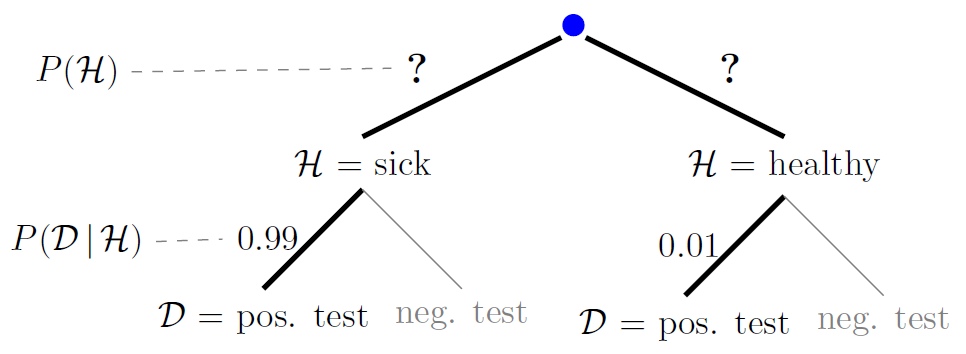 P(ℋ) ? ?
ℋ = sick ℋ = healthy
P(𝒟 | ℋ) 0.99 0.01
𝒟 = pos. test neg. test 𝒟 = pos. test neg. test